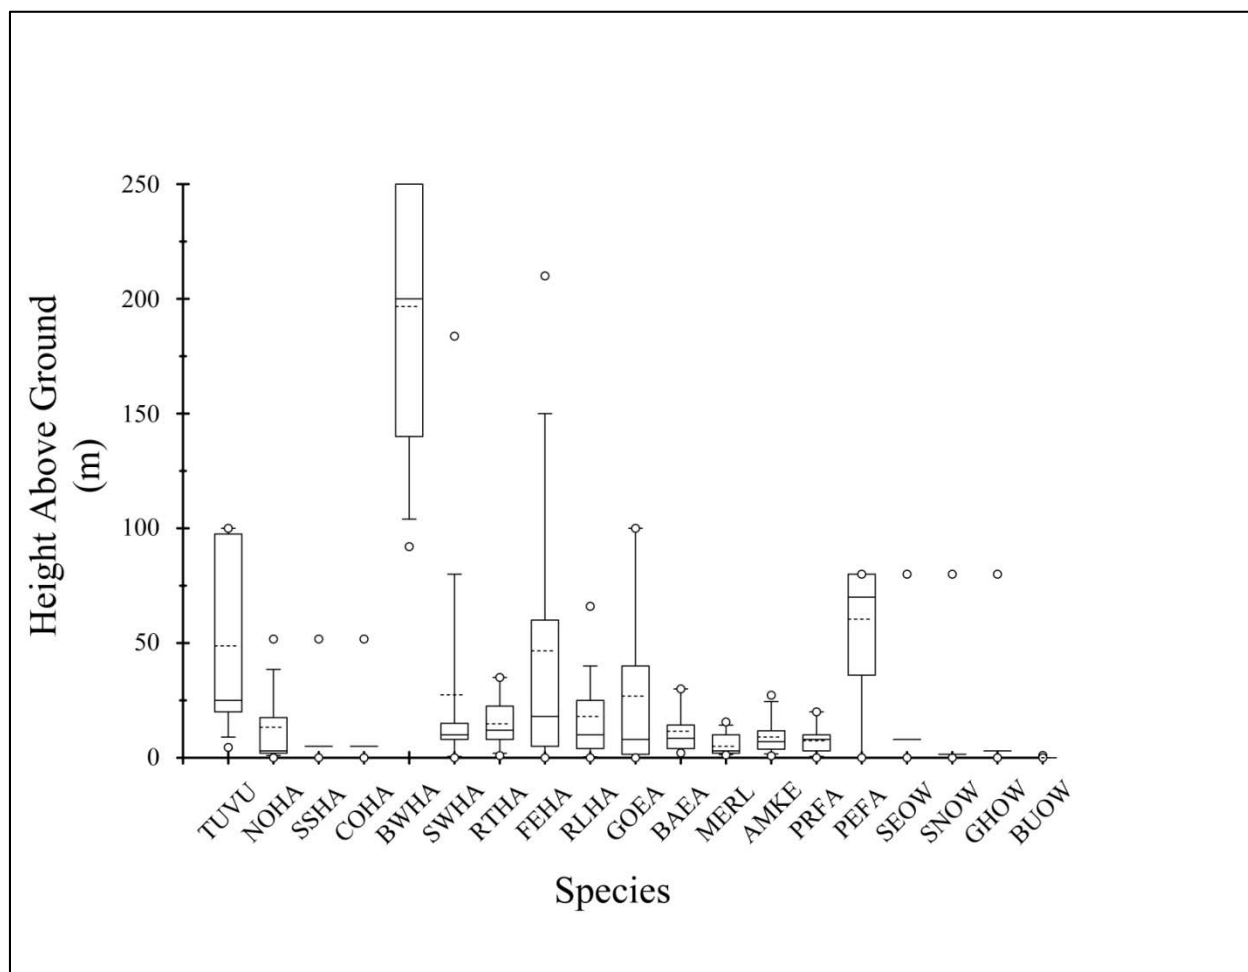 250
200
150
100
50
0
Height Above Ground
(m)
TUVU
NOHA
SSHA
COHA
BWHA
SWHA
RTHA
FEHA
RLHA
GOEA
BAEA
MERL
AMKE
PRFA
PEFA
SEOW
SNOW
GHOW
BUOW
Species